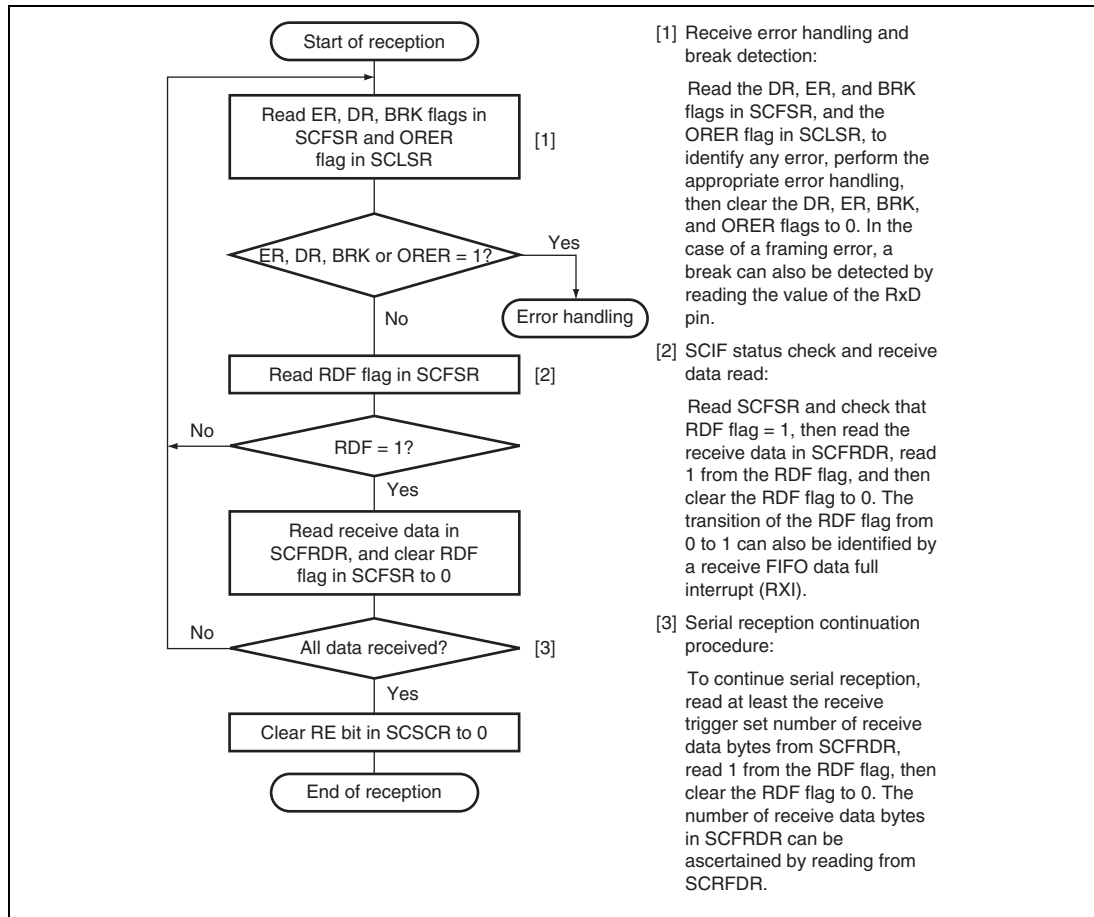 Start of reception
Read ER, DR, BRK flags in
SCFSR and ORER
flag in SCLSR
[1]
ER, DR, BRK or ORER = 1?
Yes
Error handling
No
Read RDF flag in SCFSR
[2]
No
RDF = 1?
Yes
Read receive data in
SCFRDR, and clear RDF
flag in SCFSR to 0
No
All data received?
[3]
Yes
Clear RE bit in SCSCR to 0
End of reception
[1] Receive error handling and
break detection:
Read the DR, ER, and BRK
flags in SCFSR, and the
ORER flag in SCLSR, to
identify any error, perform the
appropriate error handling,
then clear the DR, ER, BRK,
and ORER flags to 0. In the
case of a framing error, a
break can also be detected by
reading the value of the RxD
pin.
[2] SCIF status check and receive
data read:
Read SCFSR and check that
RDF flag = 1, then read the
receive data in SCFRDR, read
1 from the RDF flag, and then
clear the RDF flag to 0. The
transition of the RDF flag from
0 to 1 can also be identified by
a receive FIFO data full
interrupt (RXI).
[3] Serial reception continuation
procedure:
To continue serial reception,
read at least the receive
trigger set number of receive
data bytes from SCFRDR,
read 1 from the RDF flag, then
clear the RDF flag to 0. The
number of receive data bytes
in SCFRDR can be
ascertained by reading from
SCRFDR.